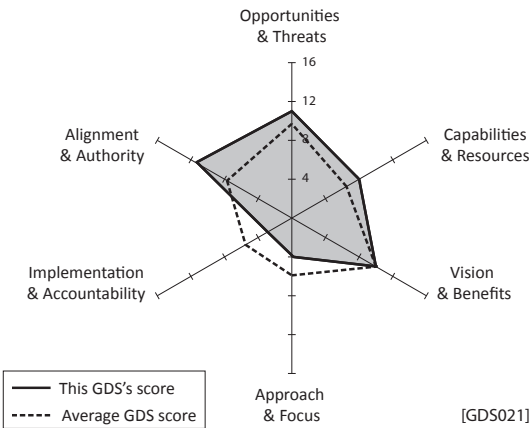 Opportunities
& Threats
16
12
8
4
Alignment
& Authority
Capabilities
& Resources
Implementation
& Accountability
Vision
& Benefits
Approach
& Focus
This GDS's score
Average GDS score
[GDS021]